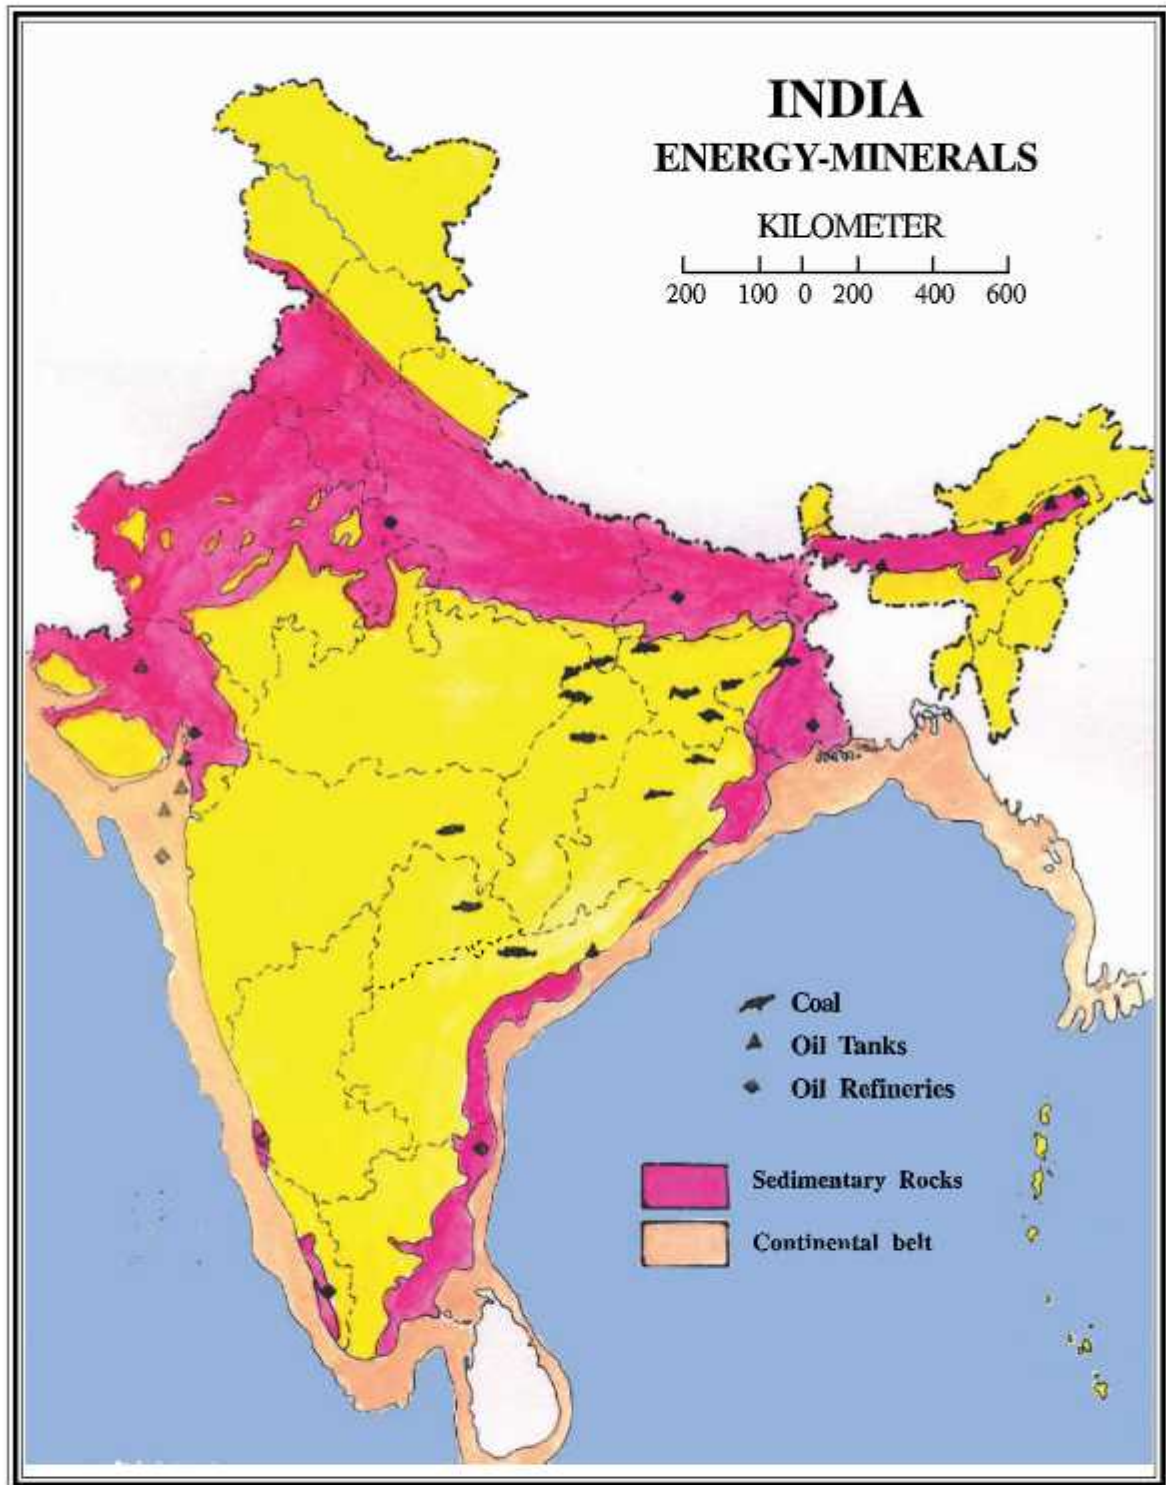 INDIA
ENERGY-MINERALS
KILOMETER
200 100 0 200 400 600
Coal
Oil Tanks
Oil Refineries
Sedimentary Rocks
Continental belt